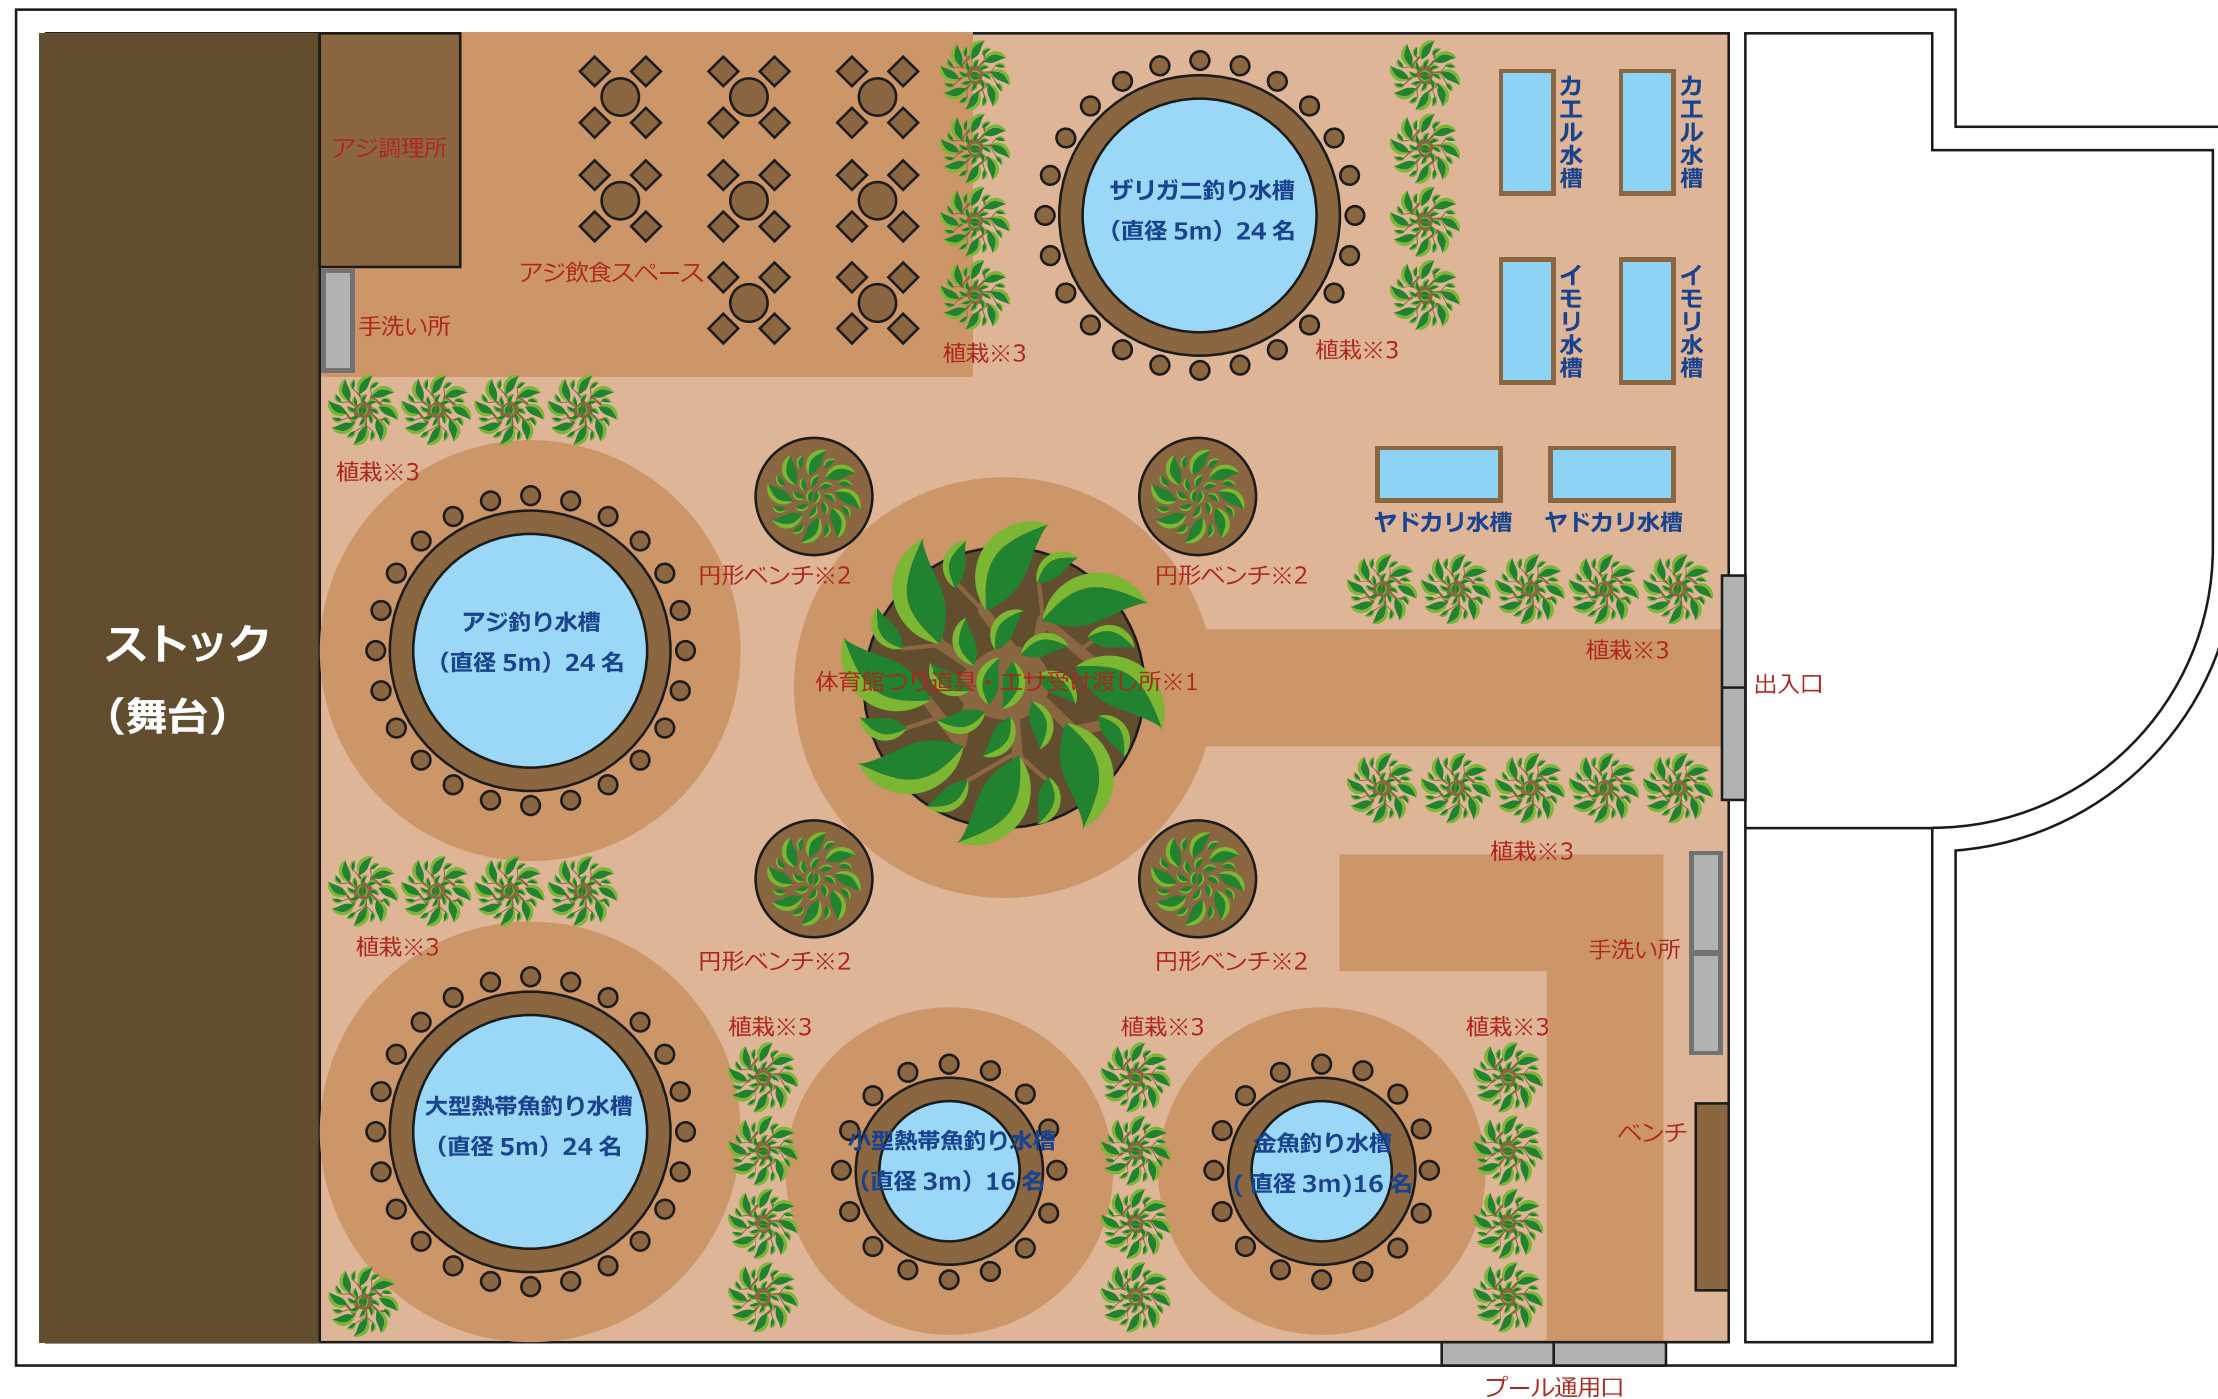 アジ調理所
アジ飲食スペース
手洗い所
植栽※3
ザリガニ釣り水槽
（直径 5m）24 名
植栽※3
カエル水槽
カエル水槽
イモリ水槽
イモリ水槽
ヤドカリ水槽
ヤドカリ水槽
植栽※3
円形ベンチ※2
円形ベンチ※2
ストック
（舞台）
アジ釣り水槽
（直径 5m）24 名
体育館つり道具・エサ受け渡し所※1
植栽※3
出入口
植栽※3
植栽※3
円形ベンチ※2
円形ベンチ※2
手洗い所
植栽※3
植栽※3
植栽※3
大型熱帯魚釣り水槽
（直径 5m）24 名
小型熱帯魚釣り水槽
（直径 3m）16 名
金魚釣り水槽
( 直径 3m)16 名
ベンチ
プール通用口